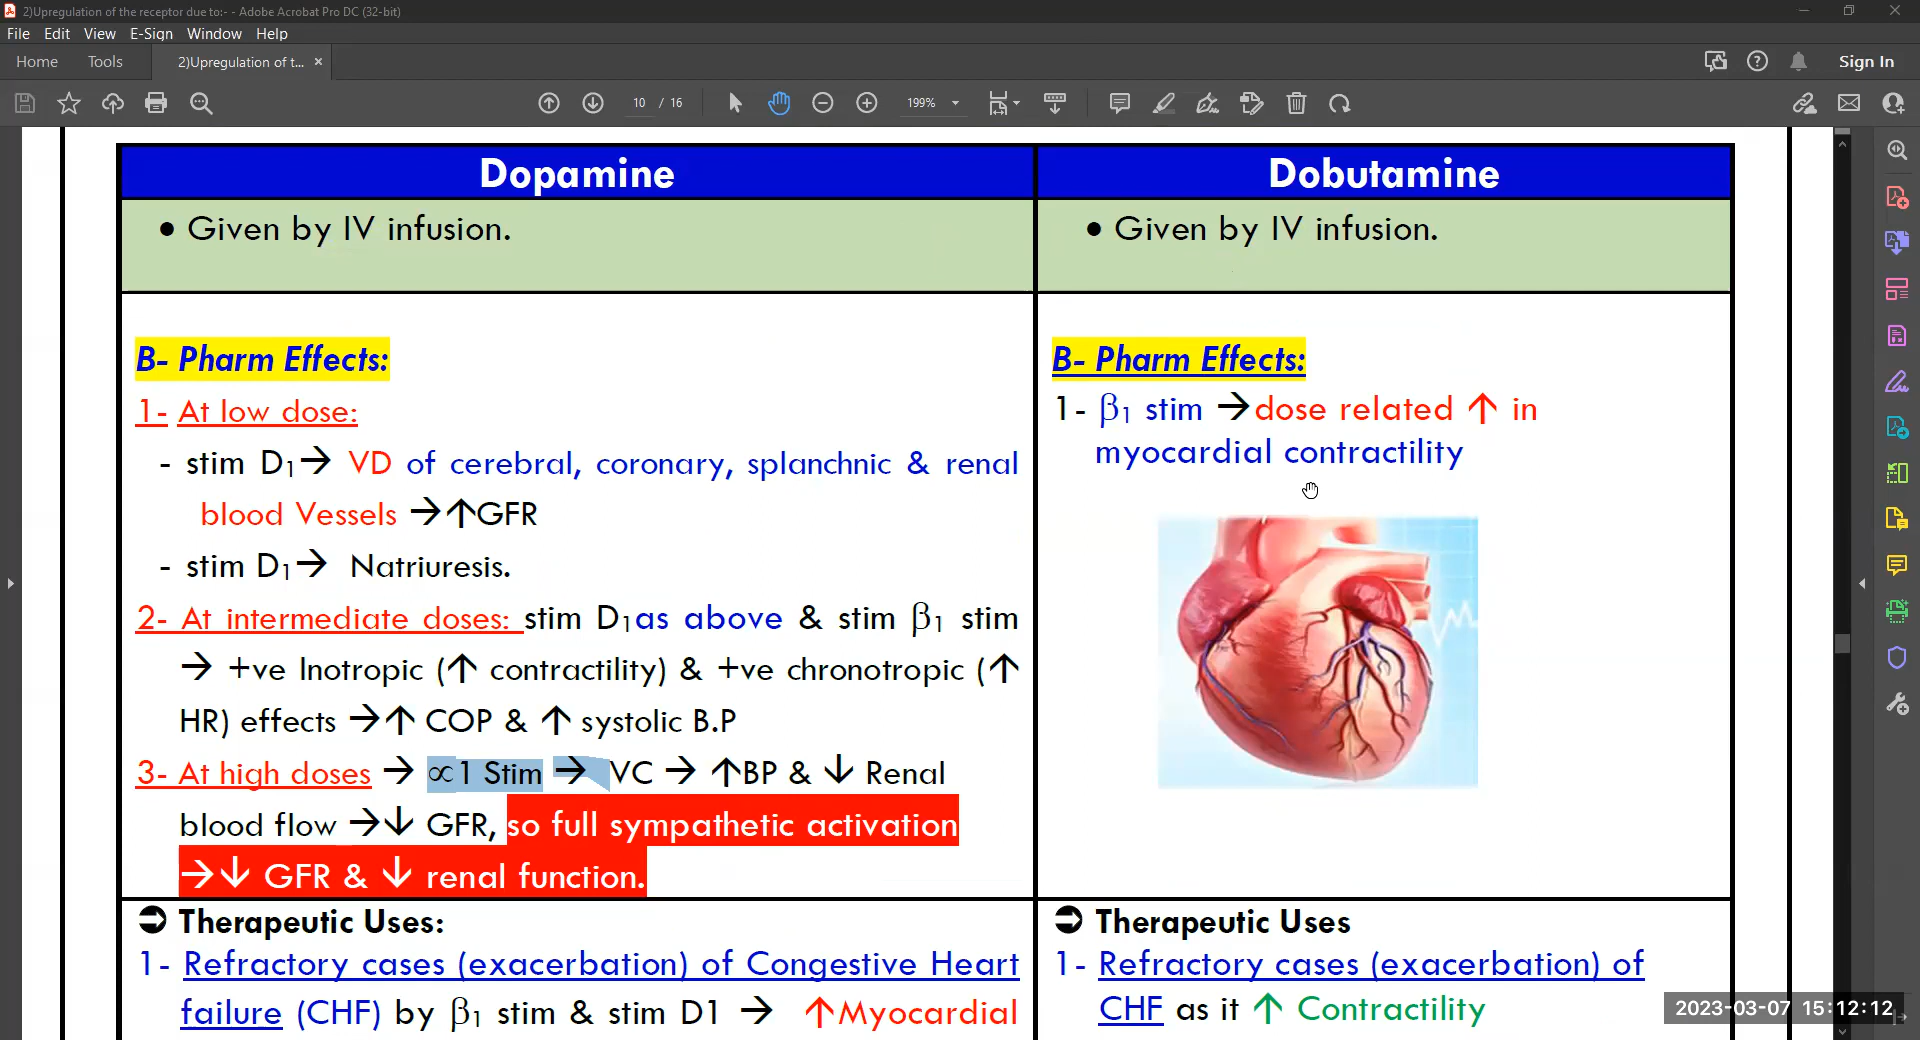 2)Upregulation of the receptor due to:- - Adobe Acrobat Pro DC (32-bit)
File Edit View E-Sign Window Help
Home Tools 2)Upregulation of t... × Sign In
10 / 16 199%
Dopamine
Dobutamine
• Given by IV infusion.
• Given by IV infusion.
B- Pharm Effects:
1- At low dose:
- stim D1→ VD of cerebral, coronary, splanchnic & renal
blood Vessels →↑GFR
- stim D1→ Natriuresis.
2- At intermediate doses: stim D1as above & stim β1 stim
→ +ve Inotropic (↑ contractility) & +ve chronotropic (↑
HR) effects →↑ COP & ↑ systolic B.P
3- At high doses → ∝1 Stim → VC → ↑BP & ↓ Renal
blood flow →↓ GFR, so full sympathetic activation
→↓ GFR & ↓ renal function.
B- Pharm Effects:
1- β1 stim →dose related ↑ in
myocardial contractility
➲ Therapeutic Uses:
1- Refractory cases (exacerbation) of Congestive Heart
failure (CHF) by β1 stim & stim D1 → ↑Myocardial
➲ Therapeutic Uses
1- Refractory cases (exacerbation) of
CHF as it ↑ Contractility
2023-03-07 15:12:12